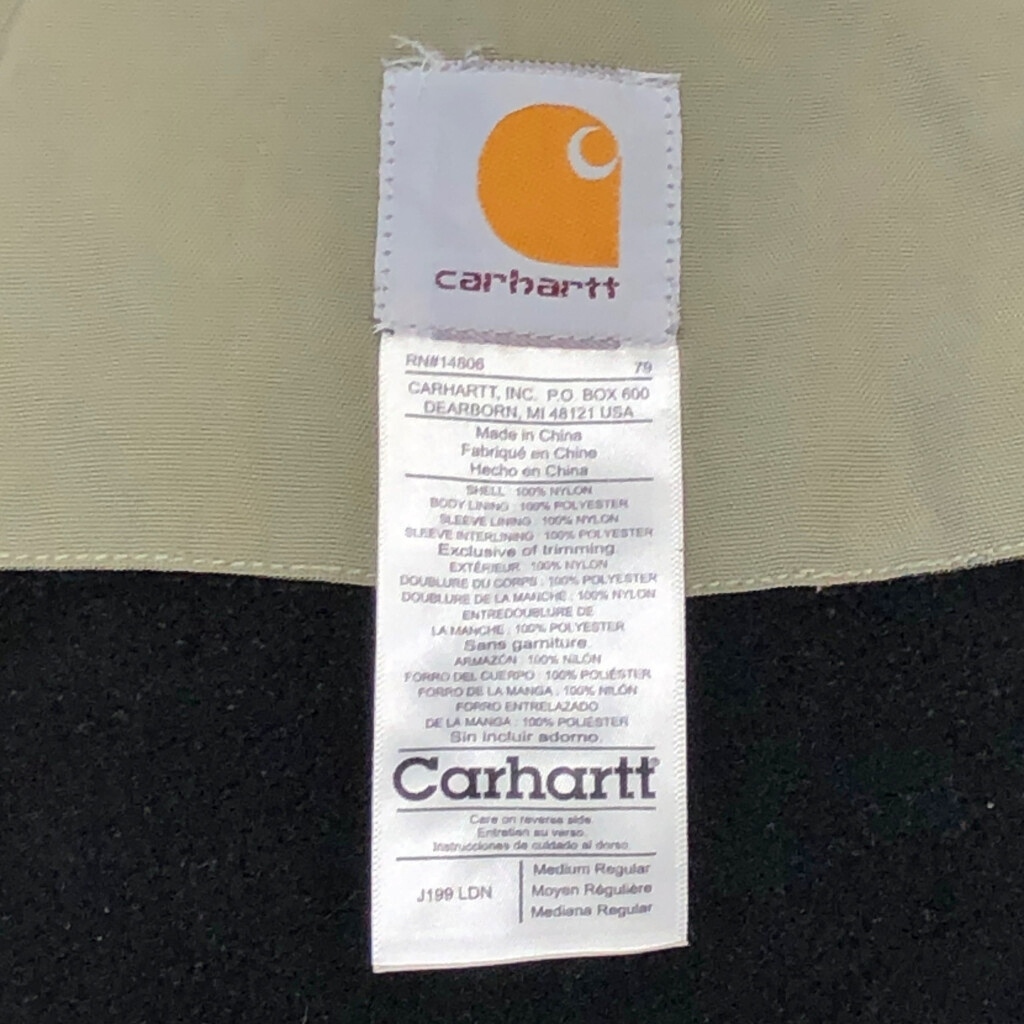 carhartt
RN#14806 79
CARHARTT, INC. P.O. BOX 600
DEARBORN, MI 48121 USA
Made in China
Fabriqué en Chine
Hecho en China
SHELL : 100% NYLON
BODY LINING : 100% POLYESTER
SLEEVE LINING : 100% NYLON
SLEEVE INTERLINING : 100% POLYESTER
Exclusive of trimming.
EXTÉRIEUR : 100% NYLON
DOUBLURE DU CORPS : 100% POLYESTER
DOUBLURE DE LA MANCHE : 100% NYLON
ENTREDOUBLURE DE
LA MANCHE : 100% POLYESTER
Sans garniture.
ARMAZÓN : 100% NILÓN
FORRO DEL CUERPO : 100% POLIÉSTER
FORRO DE LA MANGA : 100% NILÓN
FORRO ENTRELAZADO
DE LA MANGA : 100% POLIÉSTER
Sin incluir adorno.
Carhartt®
Care on reverse side.
Entretien au verso.
Instrucciones de cuidado al dorso.
J199 LDN
Medium Regular
Moyen Régulière
Mediana Regular